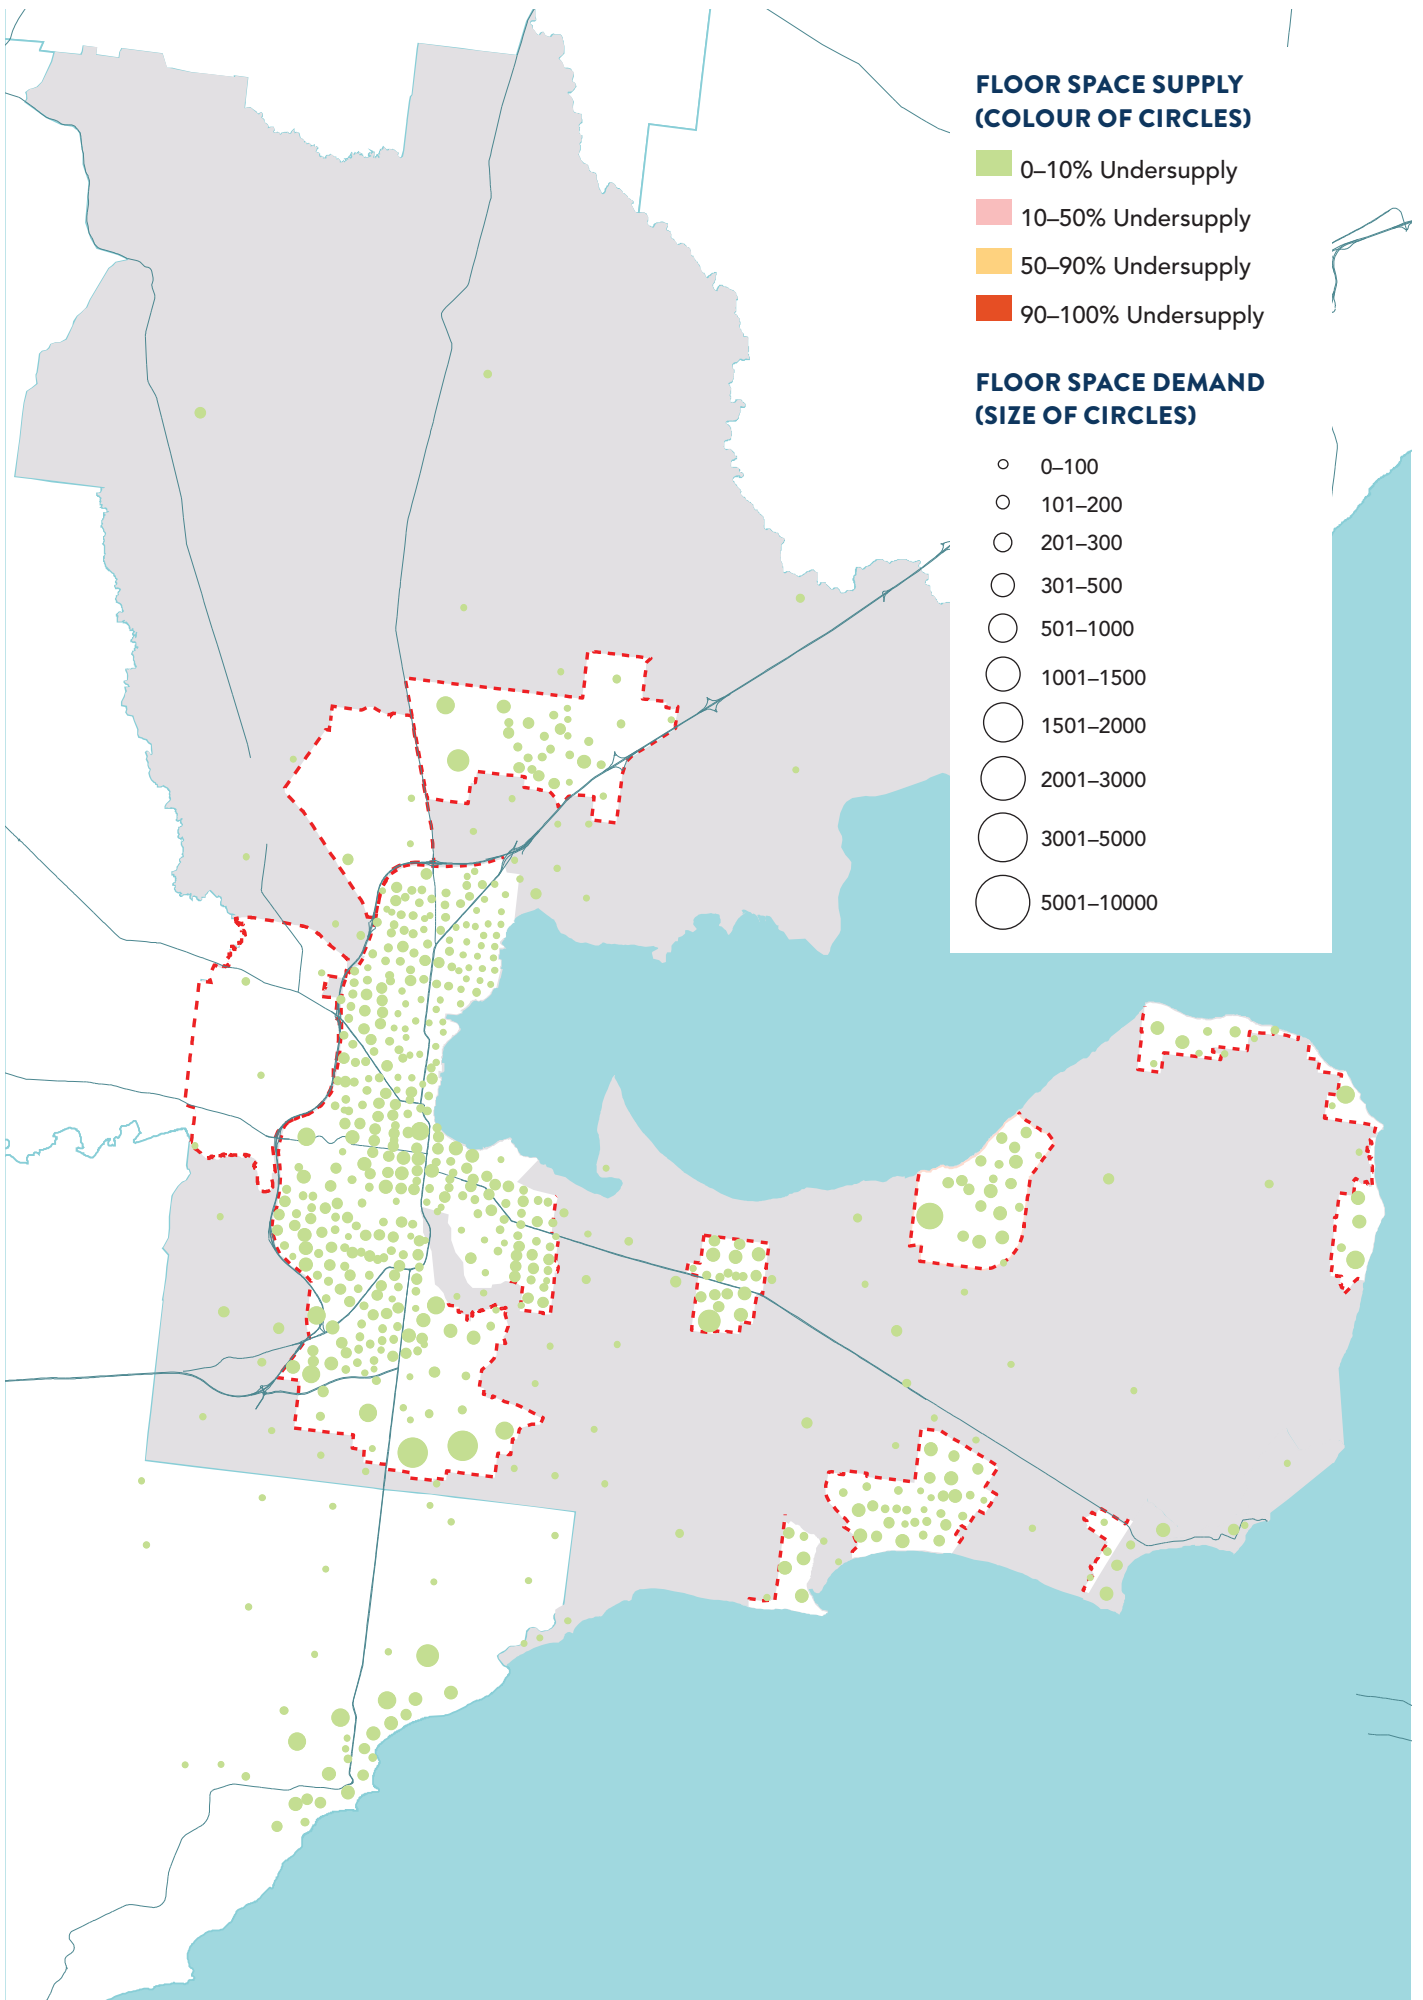 FLOOR SPACE SUPPLY
(COLOUR OF CIRCLES)
0–10% Undersupply
10–50% Undersupply
50–90% Undersupply
90–100% Undersupply
FLOOR SPACE DEMAND
(SIZE OF CIRCLES)
0–100
101–200
201–300
301–500
501–1000
1001–1500
1501–2000
2001–3000
3001–5000
5001–10000